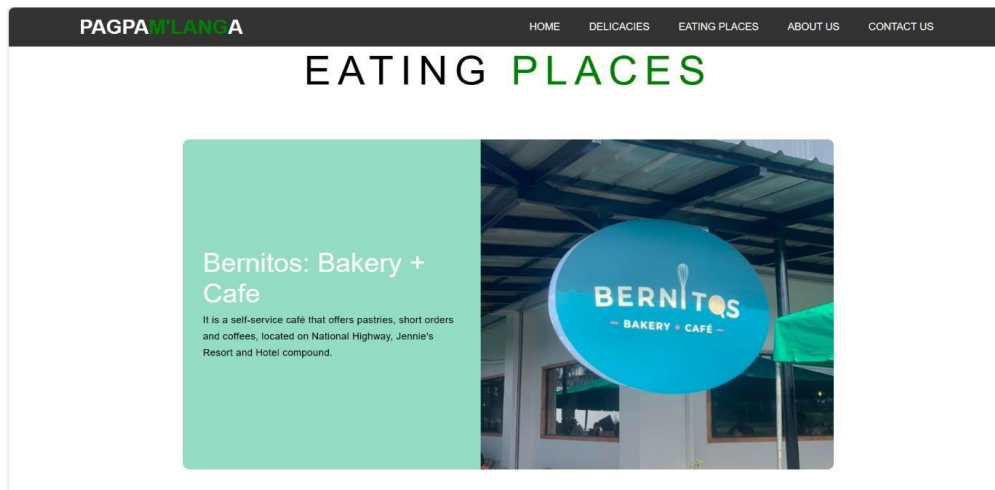 PAGPAM'LANGA
HOME DELICACIES EATING PLACES ABOUT US CONTACT US
EATING PLACES
Bernitos: Bakery +
Cafe
It is a self-service café that offers pastries, short orders
and coffees, located on National Highway, Jennie's
Resort and Hotel compound.
BERNITOS
– BAKERY + CAFÉ –